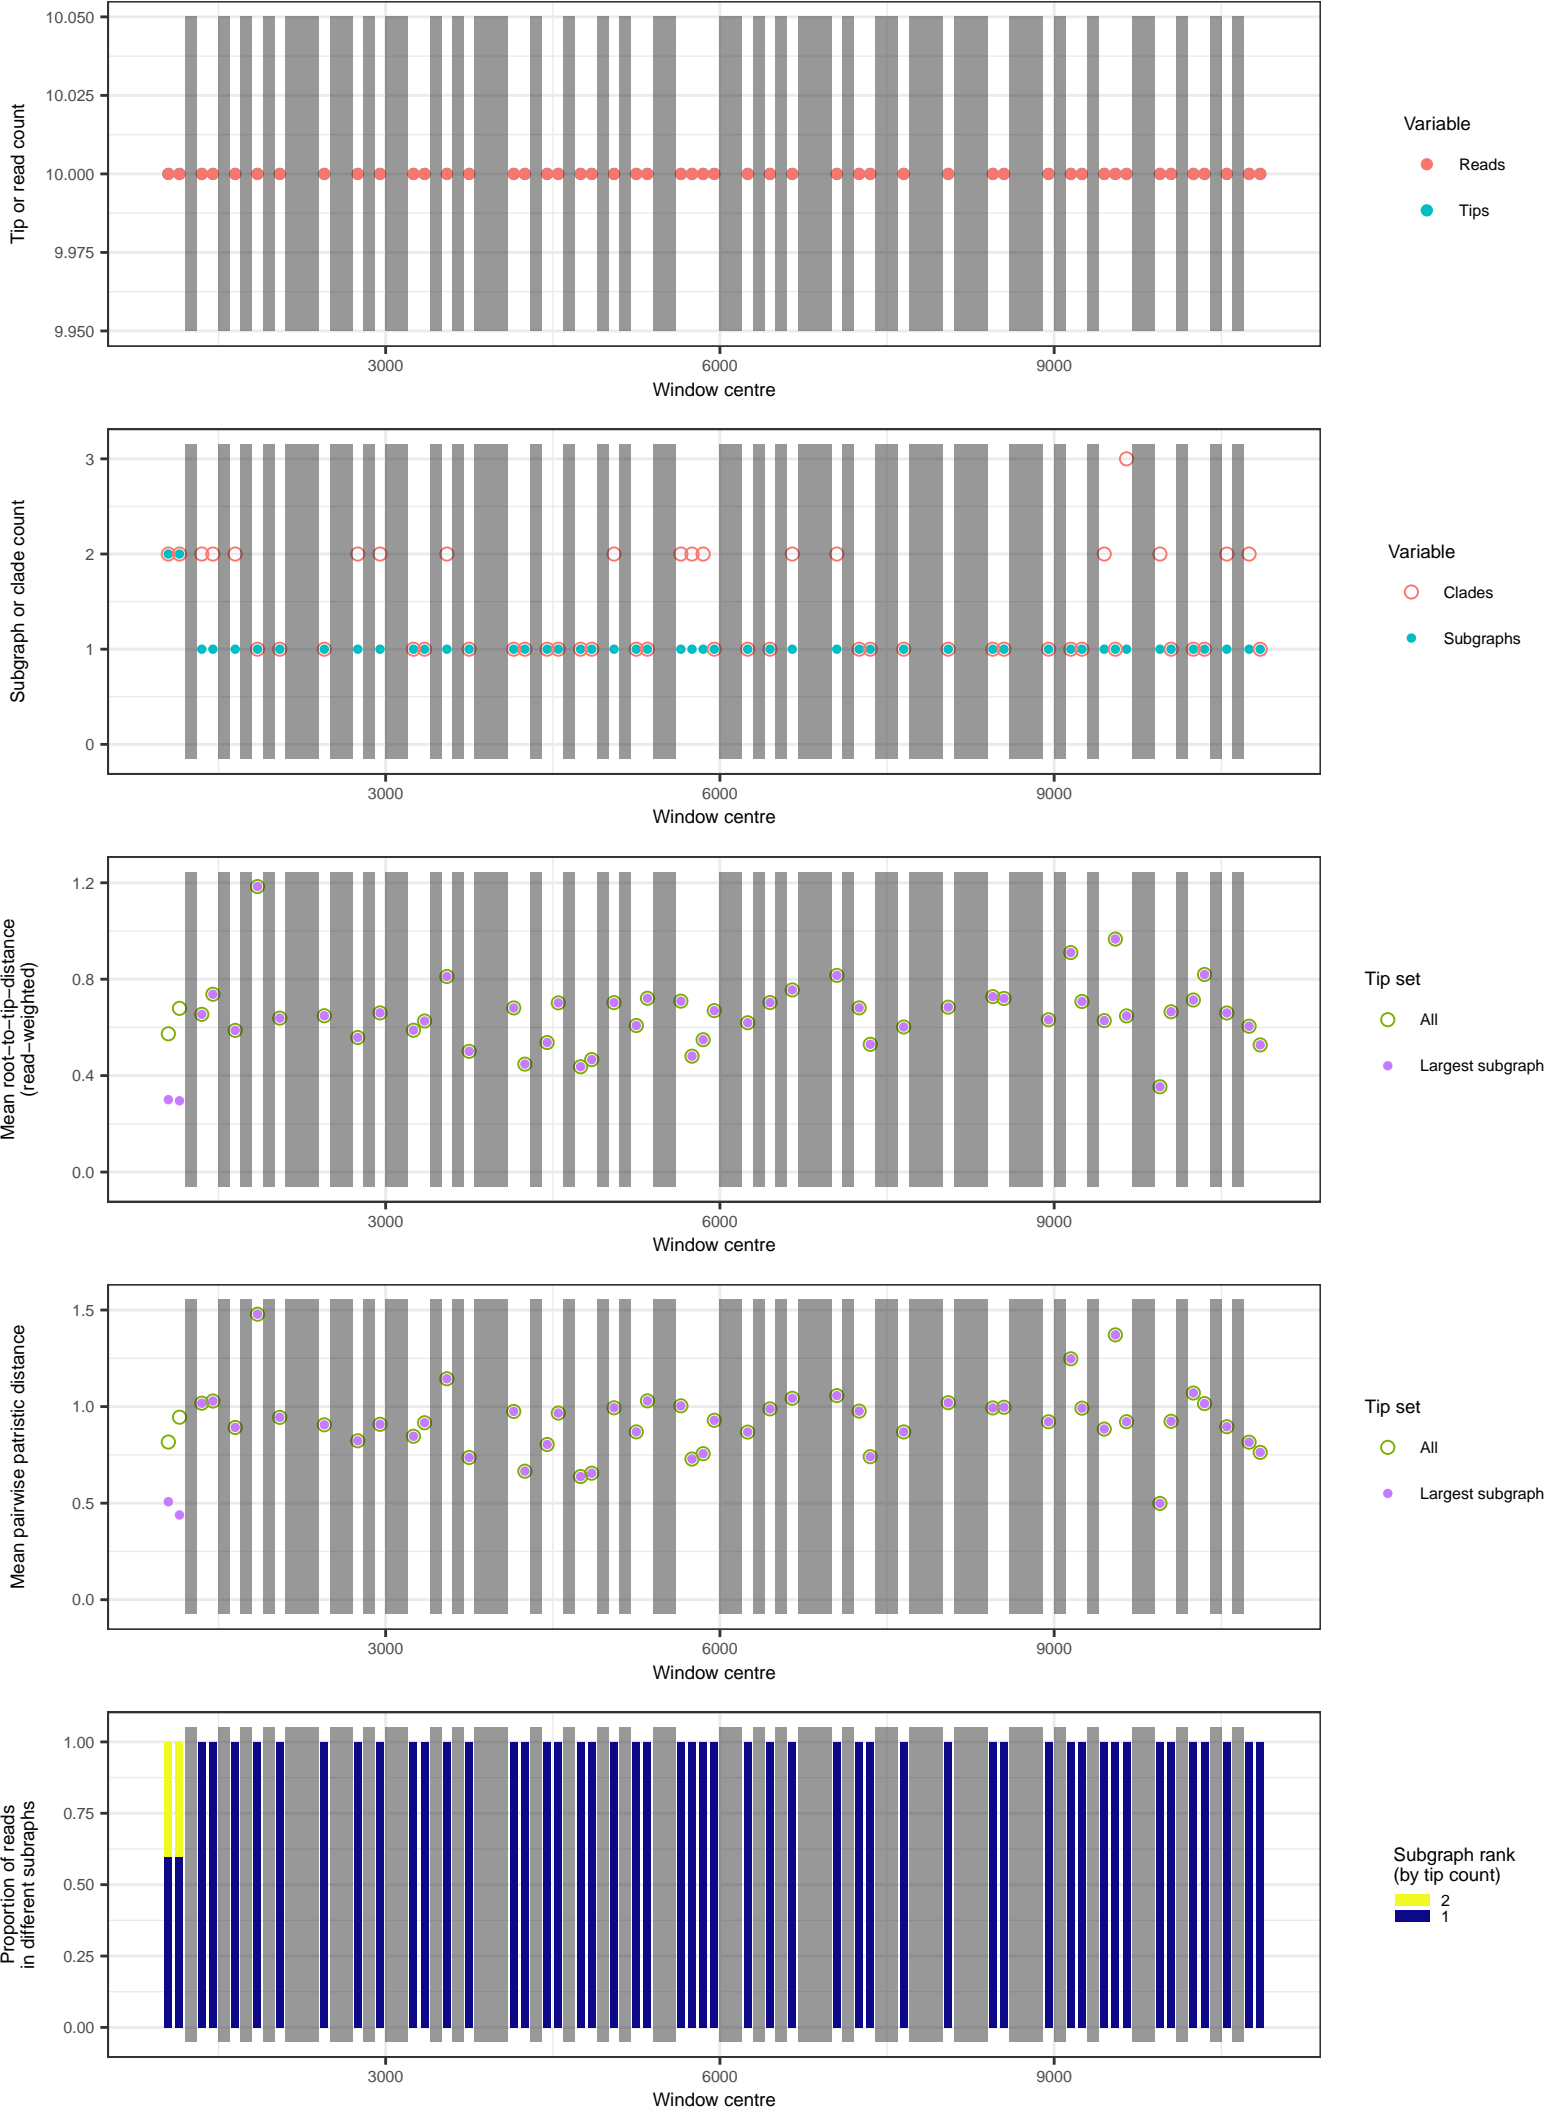 10.050
10.025
10.000
9.975
9.950
Tip or read count
3000
6000
9000
Window centre
Variable
Reads
Tips
3
2
1
0
Subgraph or clade count
3000
6000
9000
Window centre
Variable
Clades
Subgraphs
1.2
0.8
0.4
0.0
Mean root−to−tip−distance
(read−weighted)
3000
6000
9000
Window centre
Tip set
All
Largest subgraph
1.5
1.0
0.5
0.0
Mean pairwise patristic distance
3000
6000
9000
Window centre
Tip set
All
Largest subgraph
1.00
0.75
0.50
0.25
0.00
Proportion of reads
in different subraphs
3000
6000
9000
Window centre
Subgraph rank
(by tip count)
2
1